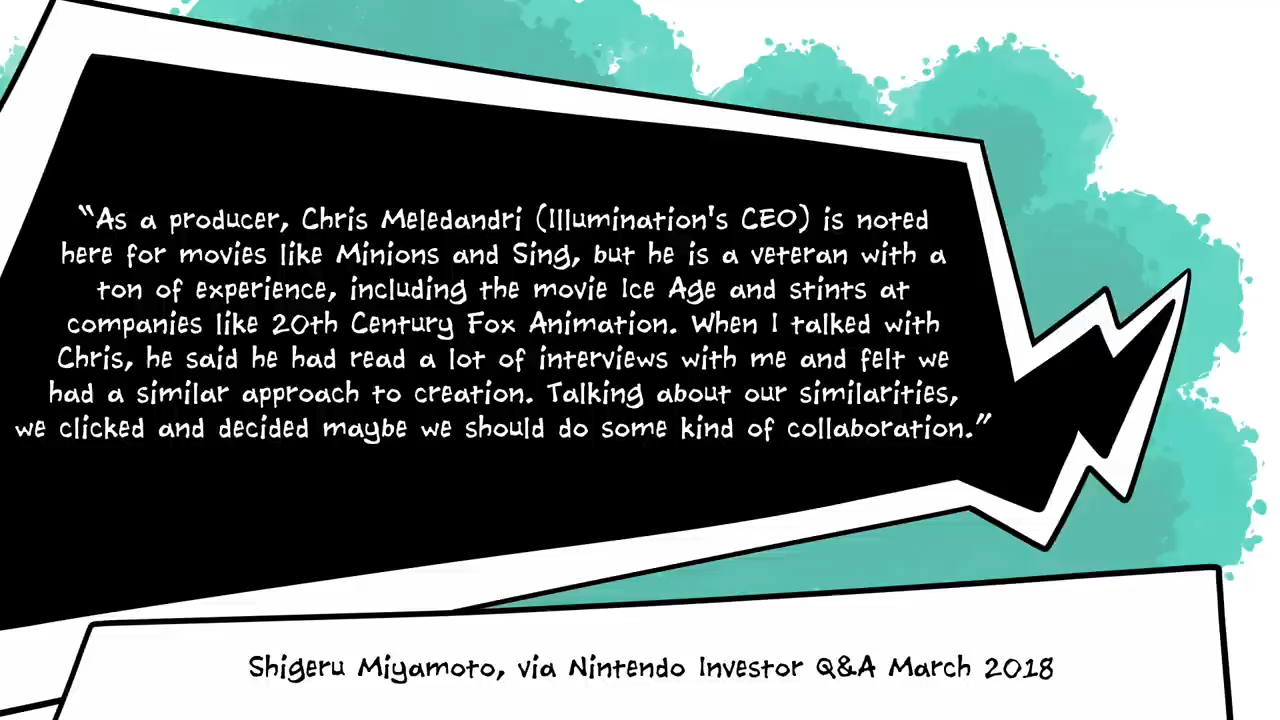 “As a producer, Chris Meledandri (Illumination's CEO) is noted
here for movies like Minions and Sing, but he is a veteran with a
ton of experience, including the movie Ice Age and stints at
companies like 20th Century Fox Animation. When I talked with
Chris, he said he had read a lot of interviews with me and felt we
had a similar approach to creation. Talking about our similarities,
we clicked and decided maybe we should do some kind of collaboration.”
Shigeru Miyamoto, via Nintendo Investor Q&A March 2018